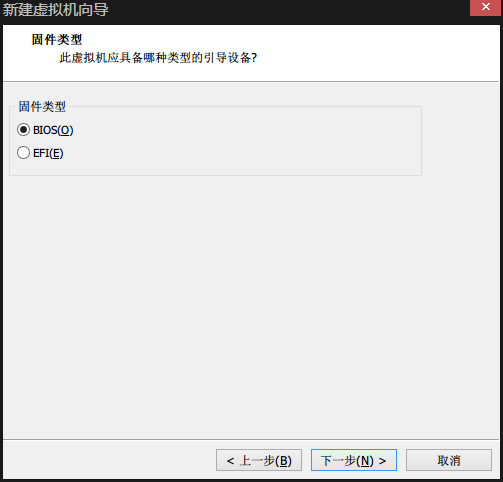 新建虚拟机向导
固件类型
此虚拟机应具备哪种类型的引导设备?
固件类型
BIOS(O)
EFI(E)
< 上一步(B)
下一步(N) >
取消